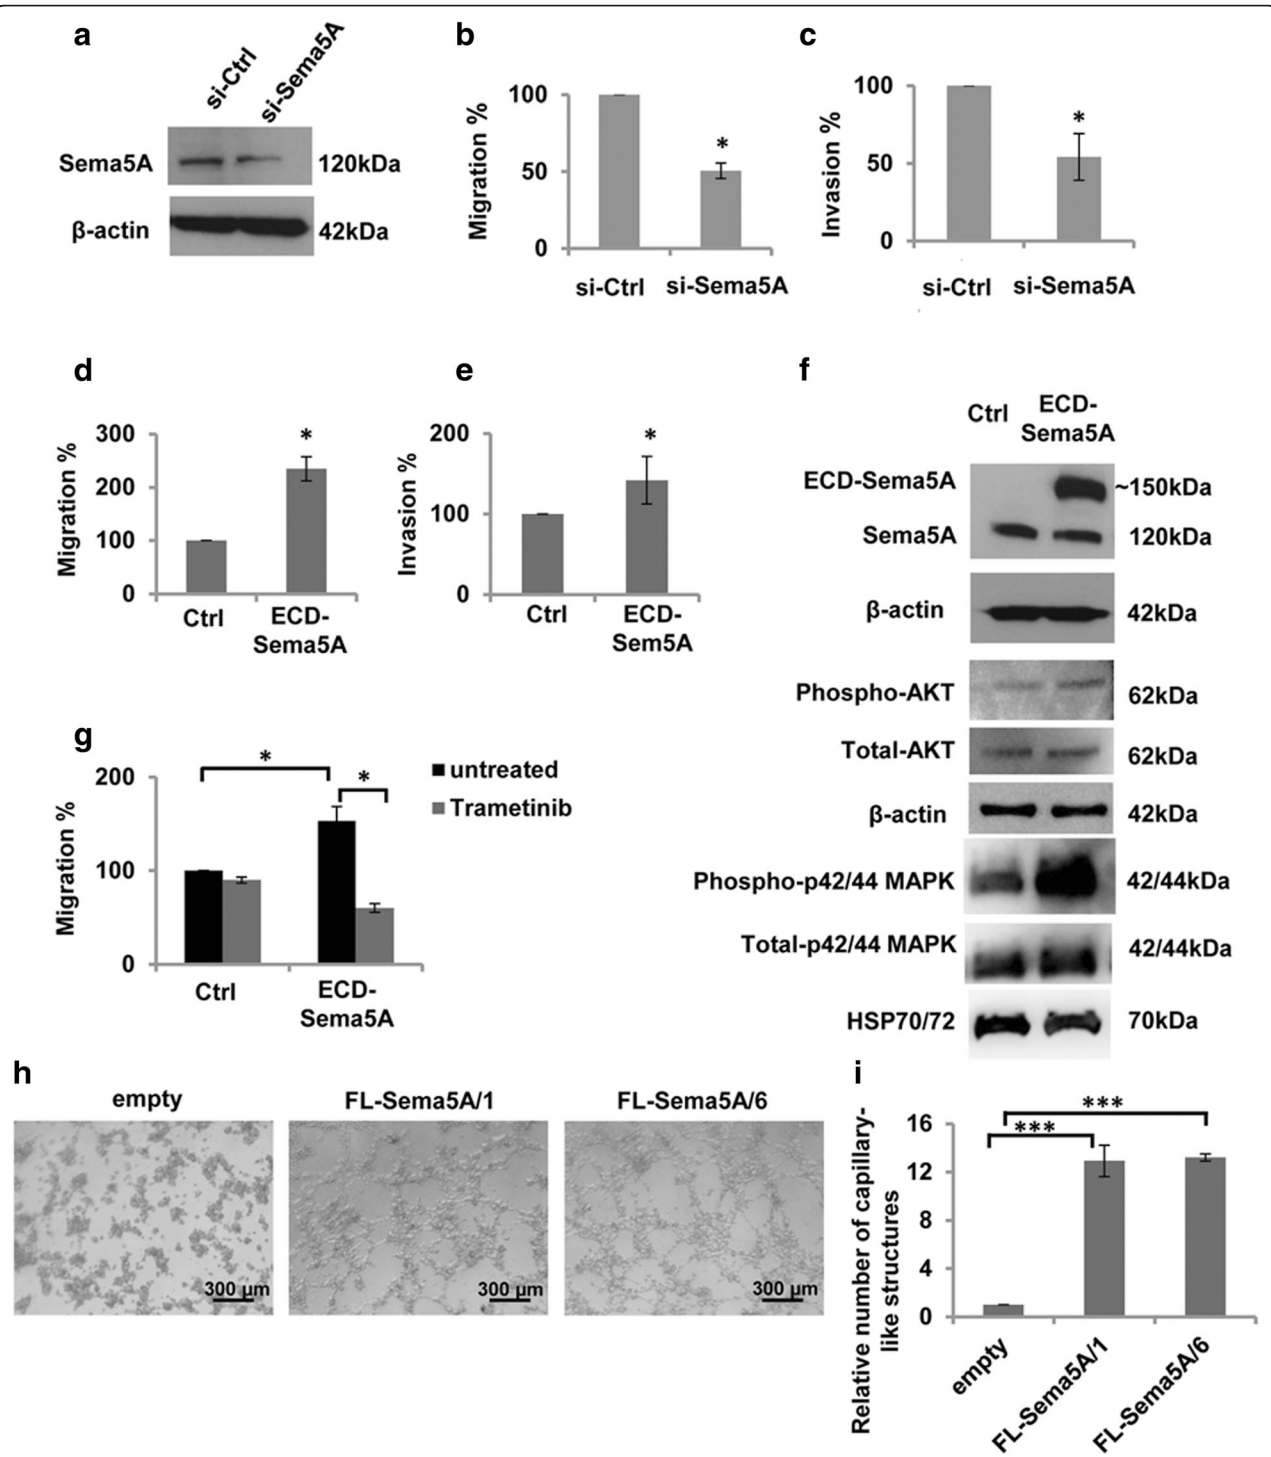 a
si-Ctrl
si-Sema5A
Sema5A
120kDa
β-actin
42kDa
b
Migration %
100
50
0
*
si-Ctrl
si-Sema5A
c
Invasion %
100
50
0
*
si-Ctrl
si-Sema5A
d
Migration %
300
200
100
0
*
Ctrl
ECD-
Sema5A
e
Invasion %
200
100
0
*
Ctrl
ECD-
Sem5A
f
Ctrl
ECD-
Sema5A
ECD-Sema5A
~150kDa
Sema5A
120kDa
β-actin
42kDa
Phospho-AKT
62kDa
Total-AKT
62kDa
β-actin
42kDa
Phospho-p42/44 MAPK
42/44kDa
Total-p42/44 MAPK
42/44kDa
HSP70/72
70kDa
g
Migration %
200
100
0
*
*
untreated
Trametinib
Ctrl
ECD-
Sema5A
h
empty
FL-Sema5A/1
FL-Sema5A/6
300 µm
300 µm
300 µm
i
Relative number of capillary-
like structures
16
12
8
4
0
***
***
empty
FL-Sema5A/1
FL-Sema5A/6